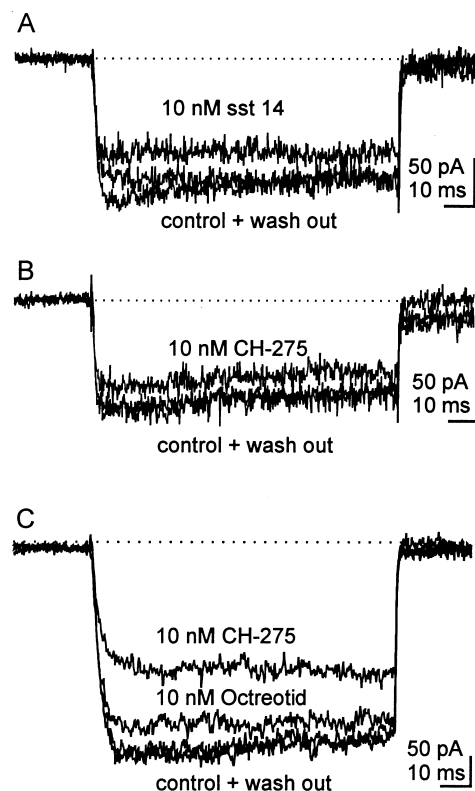 A
10 nM sst 14
50 pA
10 ms
control + wash out
B
10 nM CH-275
50 pA
10 ms
control + wash out
C
10 nM CH-275
10 nM Octreotid
50 pA
10 ms
control + wash out